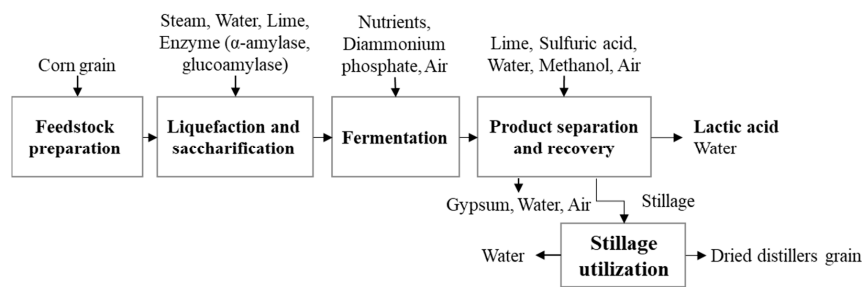 Corn grain
Steam, Water, Lime,
Enzyme (α-amylase,
glucoamylase)
Nutrients,
Diammonium
phosphate, Air
Lime, Sulfuric acid,
Water, Methanol, Air
Feedstock
preparation
Liquefaction and
saccharification
Fermentation
Product separation
and recovery
Lactic acid
Water
Gypsum, Water, Air
Stillage
Water
Stillage
utilization
Dried distillers grain